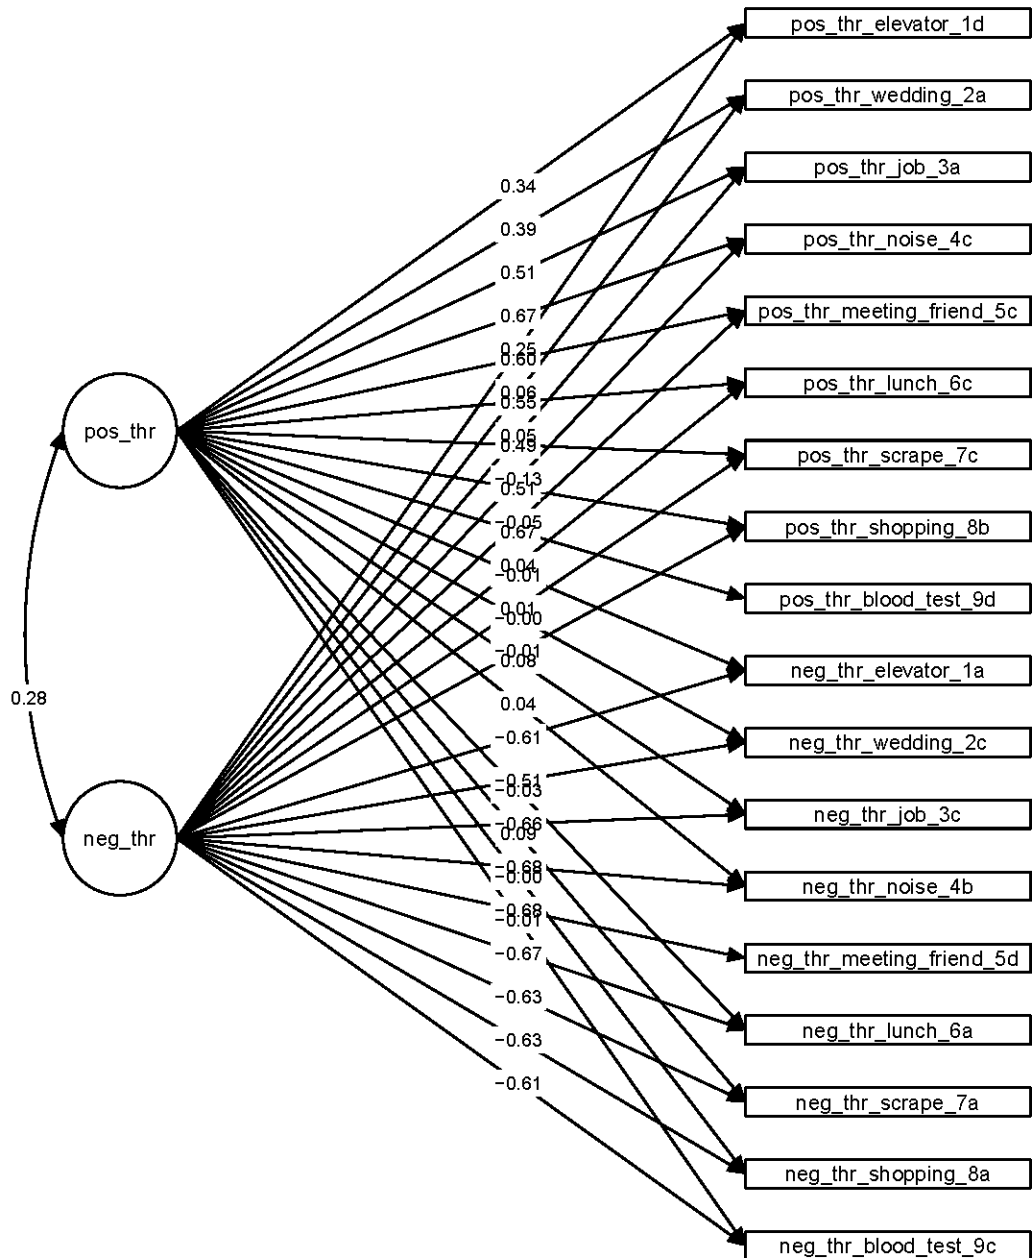 pos_thr_elevator_1d
pos_thr_wedding_2a
pos_thr_job_3a
0.34
0.39
pos_thr_noise_4c
0.51
pos_thr_meeting_friend_5c
0.67
0.25
0.60
pos_thr_lunch_6c
0.06
0.55
pos_thr
0.05
0.49
pos_thr_scrape_7c
−0.13
0.51
−0.05
0.67
pos_thr_shopping_8b
0.04
−0.01
pos_thr_blood_test_9d
0.01
−0.00
−0.01
0.08
neg_thr_elevator_1a
0.28
0.04
−0.61
neg_thr_wedding_2c
−0.51
−0.03
neg_thr_job_3c
−0.66
0.09
neg_thr
−0.68
−0.00
neg_thr_noise_4b
−0.68
−0.01
−0.67
neg_thr_meeting_friend_5d
−0.63
neg_thr_lunch_6a
−0.63
−0.61
neg_thr_scrape_7a
neg_thr_shopping_8a
neg_thr_blood_test_9c